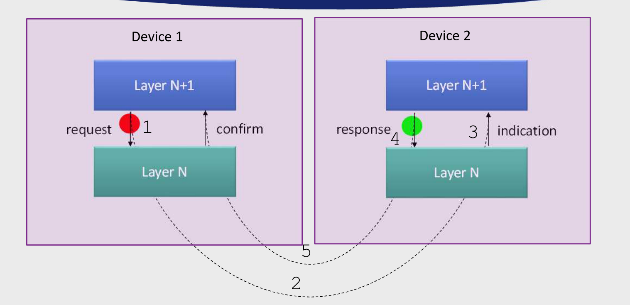 Device 1
Device 2
Layer N+1
Layer N+1
request
1
confirm
response
4
3
indication
Layer N
Layer N
5
2